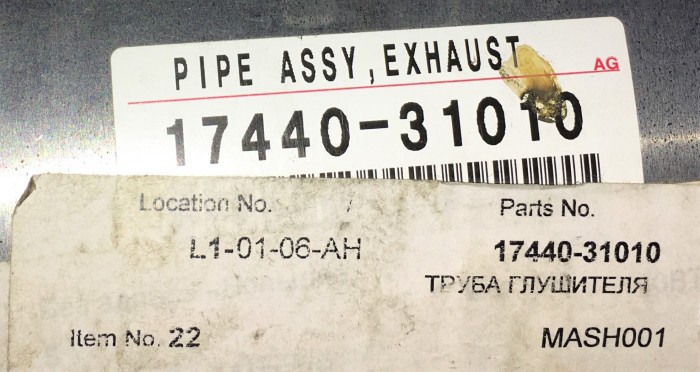 PIPE ASSY, EXHAUST
AG
17440-31010
Location No.
Parts No.
L1-01-06-AH
17440-31010
ТРУБА ГЛУШИТЕЛЯ
Item No. 22
MASH001